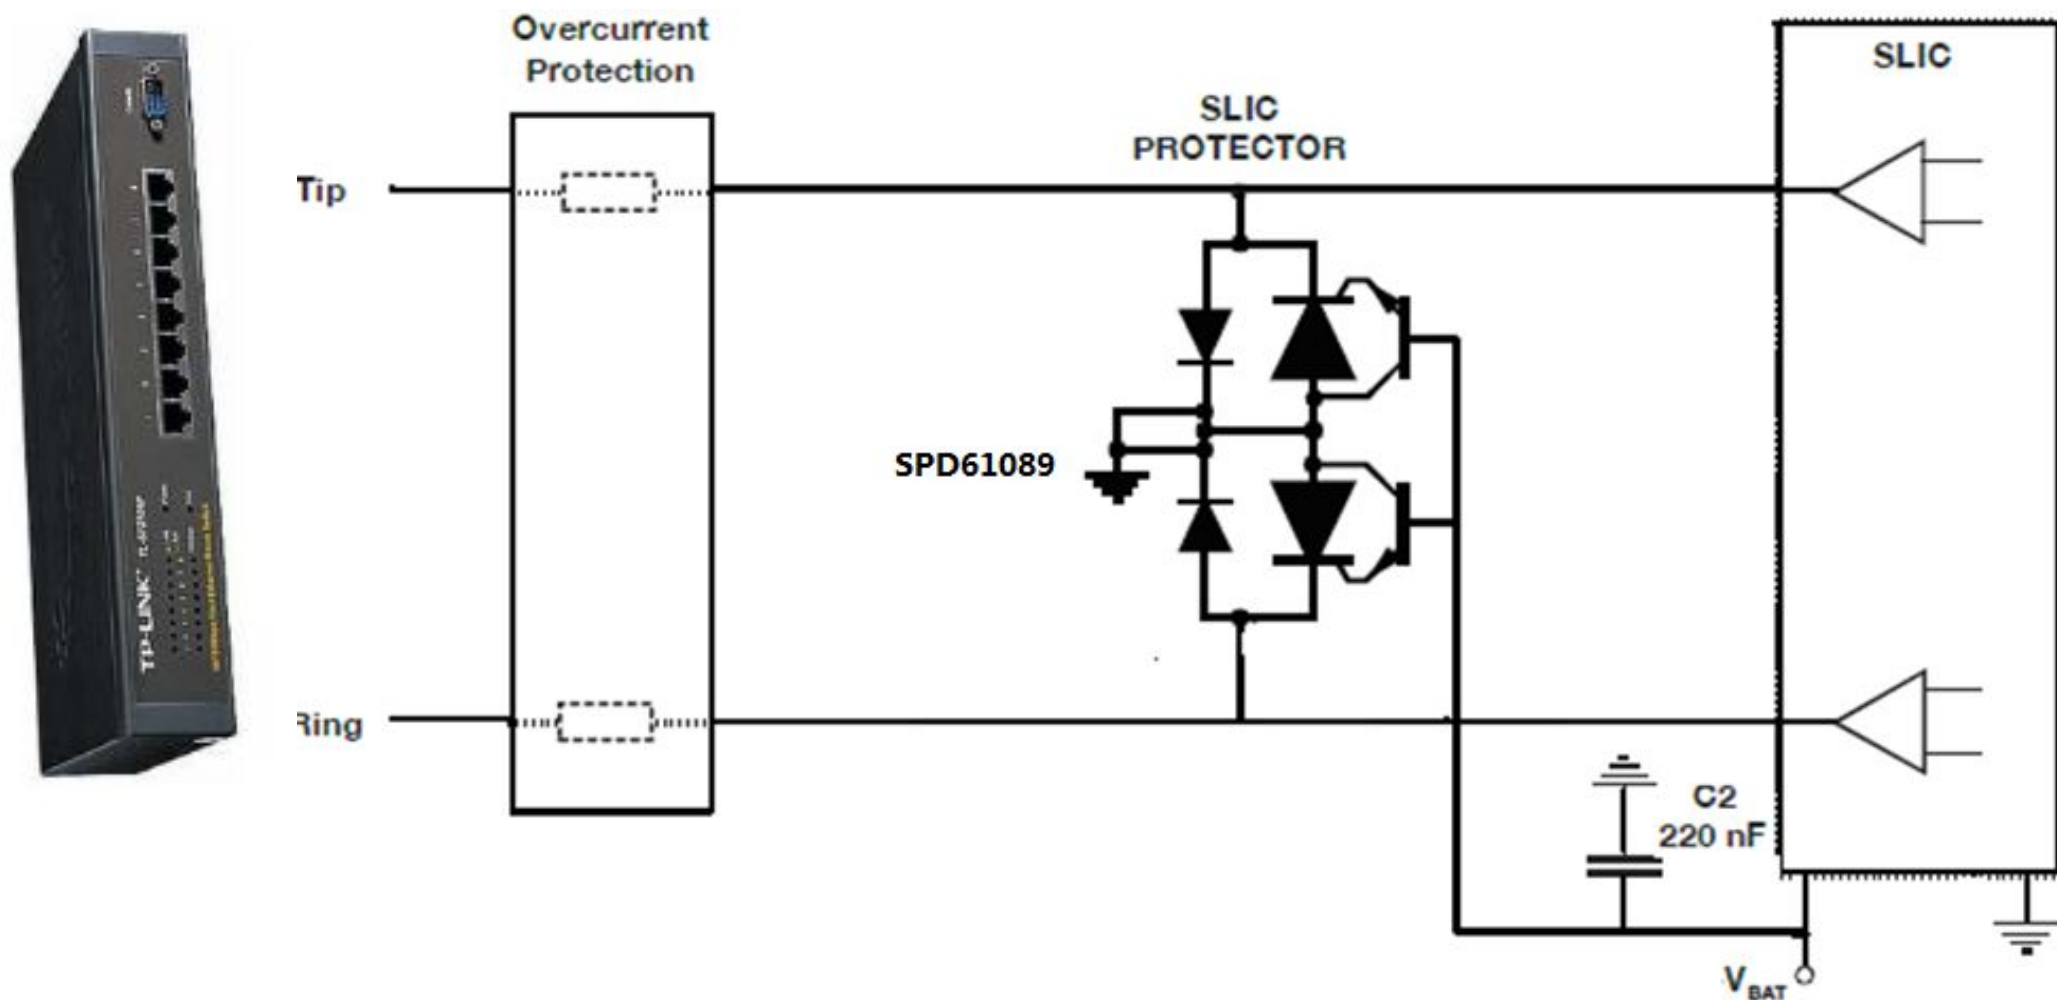 Overcurrent
Protection
SLIC
SLIC
PROTECTOR
Tip
SPD61089
Ring
C2
220 nF
VBAT
TP-LINK